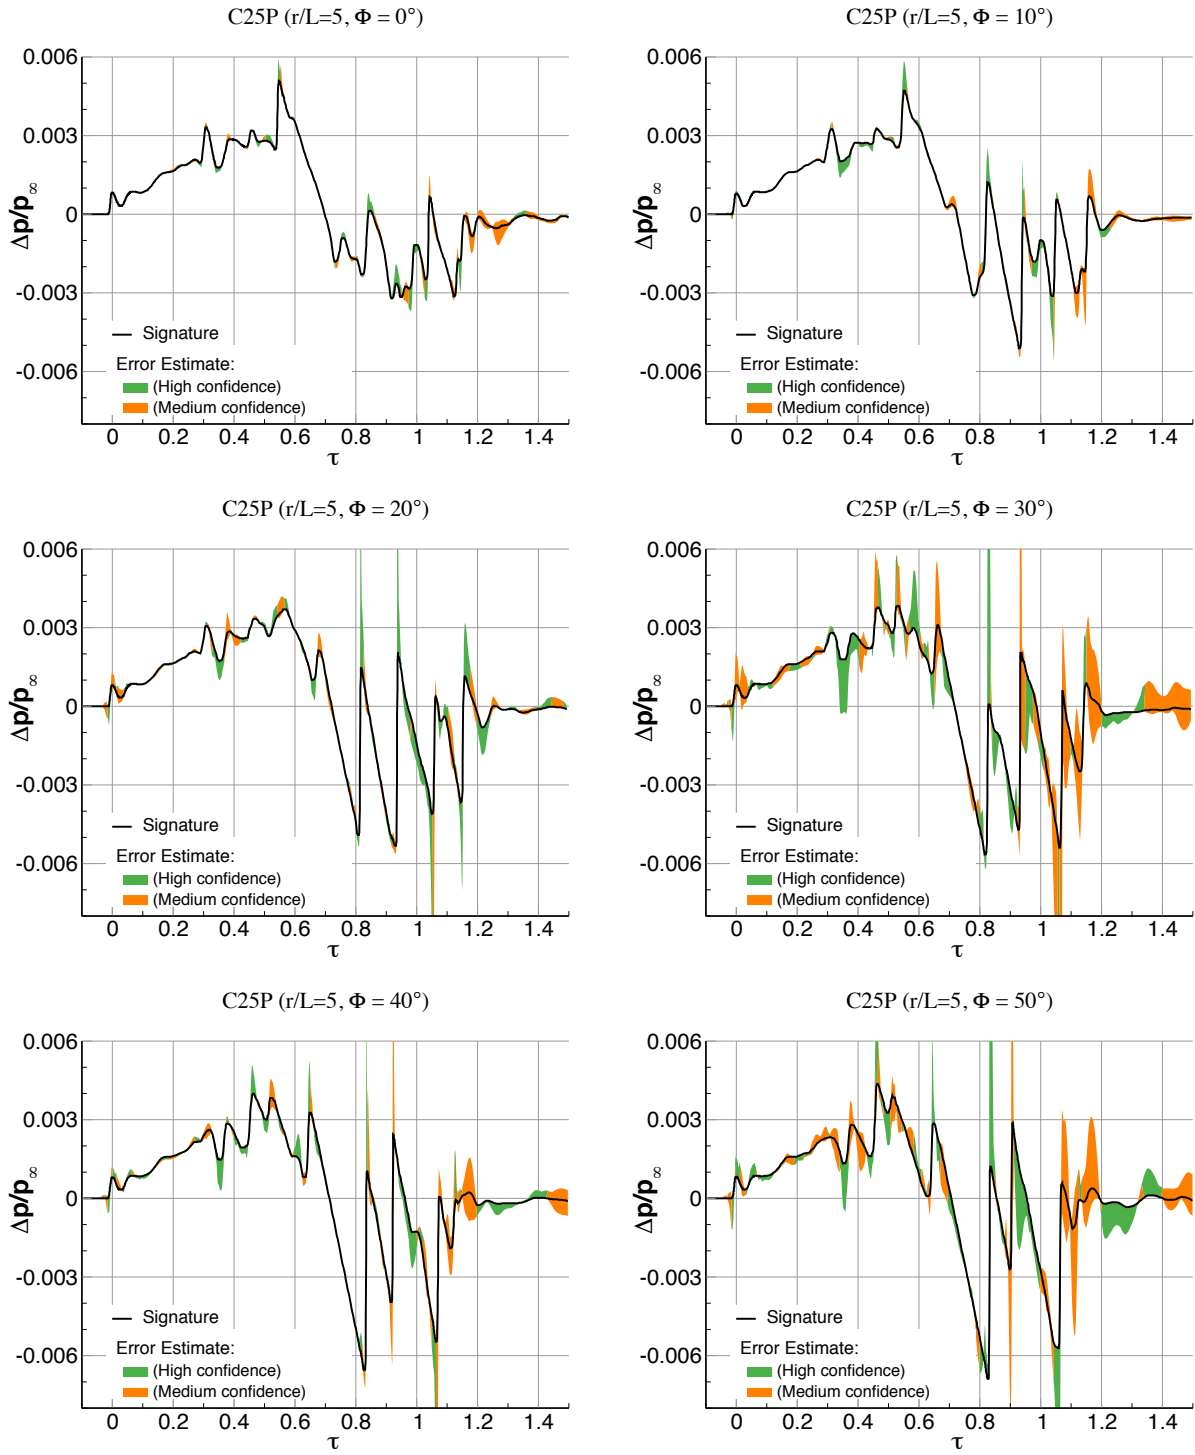 C25P (r/L=5, Φ = 0°)
0.006
0.003
0
-0.003
-0.006
Δp/p∞
Signature
Error Estimate:
(High confidence)
(Medium confidence)
0 0.2 0.4 0.6 0.8 1 1.2 1.4
τ
C25P (r/L=5, Φ = 10°)
0.006
0.003
0
-0.003
-0.006
Δp/p∞
Signature
Error Estimate:
(High confidence)
(Medium confidence)
0 0.2 0.4 0.6 0.8 1 1.2 1.4
τ
C25P (r/L=5, Φ = 20°)
0.006
0.003
0
-0.003
-0.006
Δp/p∞
Signature
Error Estimate:
(High confidence)
(Medium confidence)
0 0.2 0.4 0.6 0.8 1 1.2 1.4
τ
C25P (r/L=5, Φ = 30°)
0.006
0.003
0
-0.003
-0.006
Δp/p∞
Signature
Error Estimate:
(High confidence)
(Medium confidence)
0 0.2 0.4 0.6 0.8 1 1.2 1.4
τ
C25P (r/L=5, Φ = 40°)
0.006
0.003
0
-0.003
-0.006
Δp/p∞
Signature
Error Estimate:
(High confidence)
(Medium confidence)
0 0.2 0.4 0.6 0.8 1 1.2 1.4
τ
C25P (r/L=5, Φ = 50°)
0.006
0.003
0
-0.003
-0.006
Δp/p∞
Signature
Error Estimate:
(High confidence)
(Medium confidence)
0 0.2 0.4 0.6 0.8 1 1.2 1.4
τ